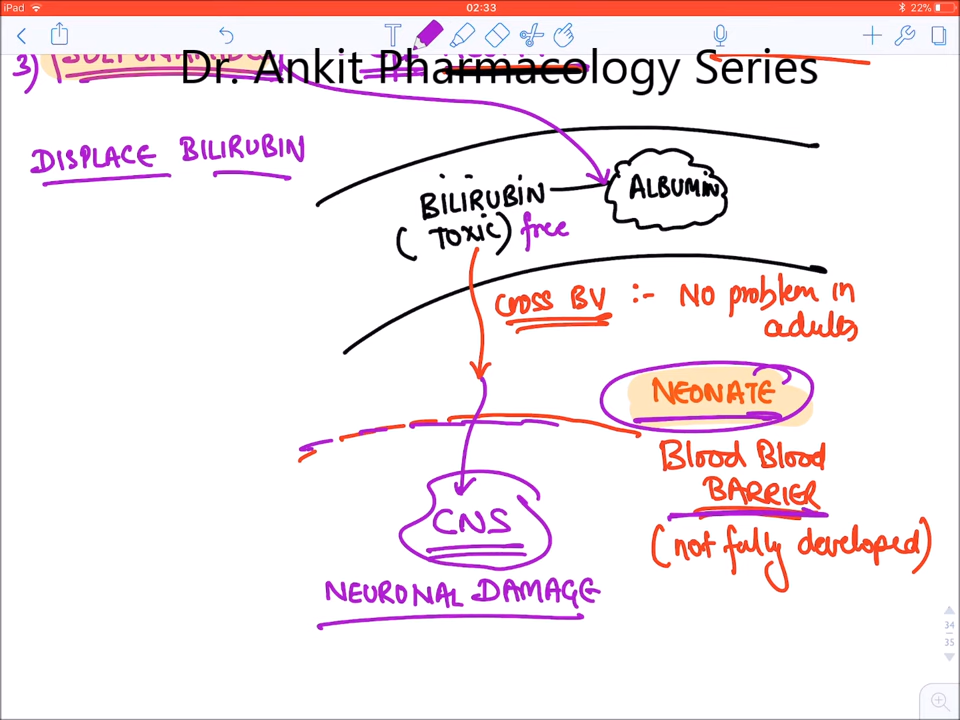 iPad 02:33 22%
T
3) SULFONAMIDES
Dr. Ankit Pharmacology Series
DISPLACE BILIRUBIN
BILIRUBIN
ALBUMIN
(TOXIC) free
Cross BV :- No problem in
adults
NEONATE
Blood Blood
BARRIER
(not fully developed)
CNS
NEURONAL DAMAGE
34
35